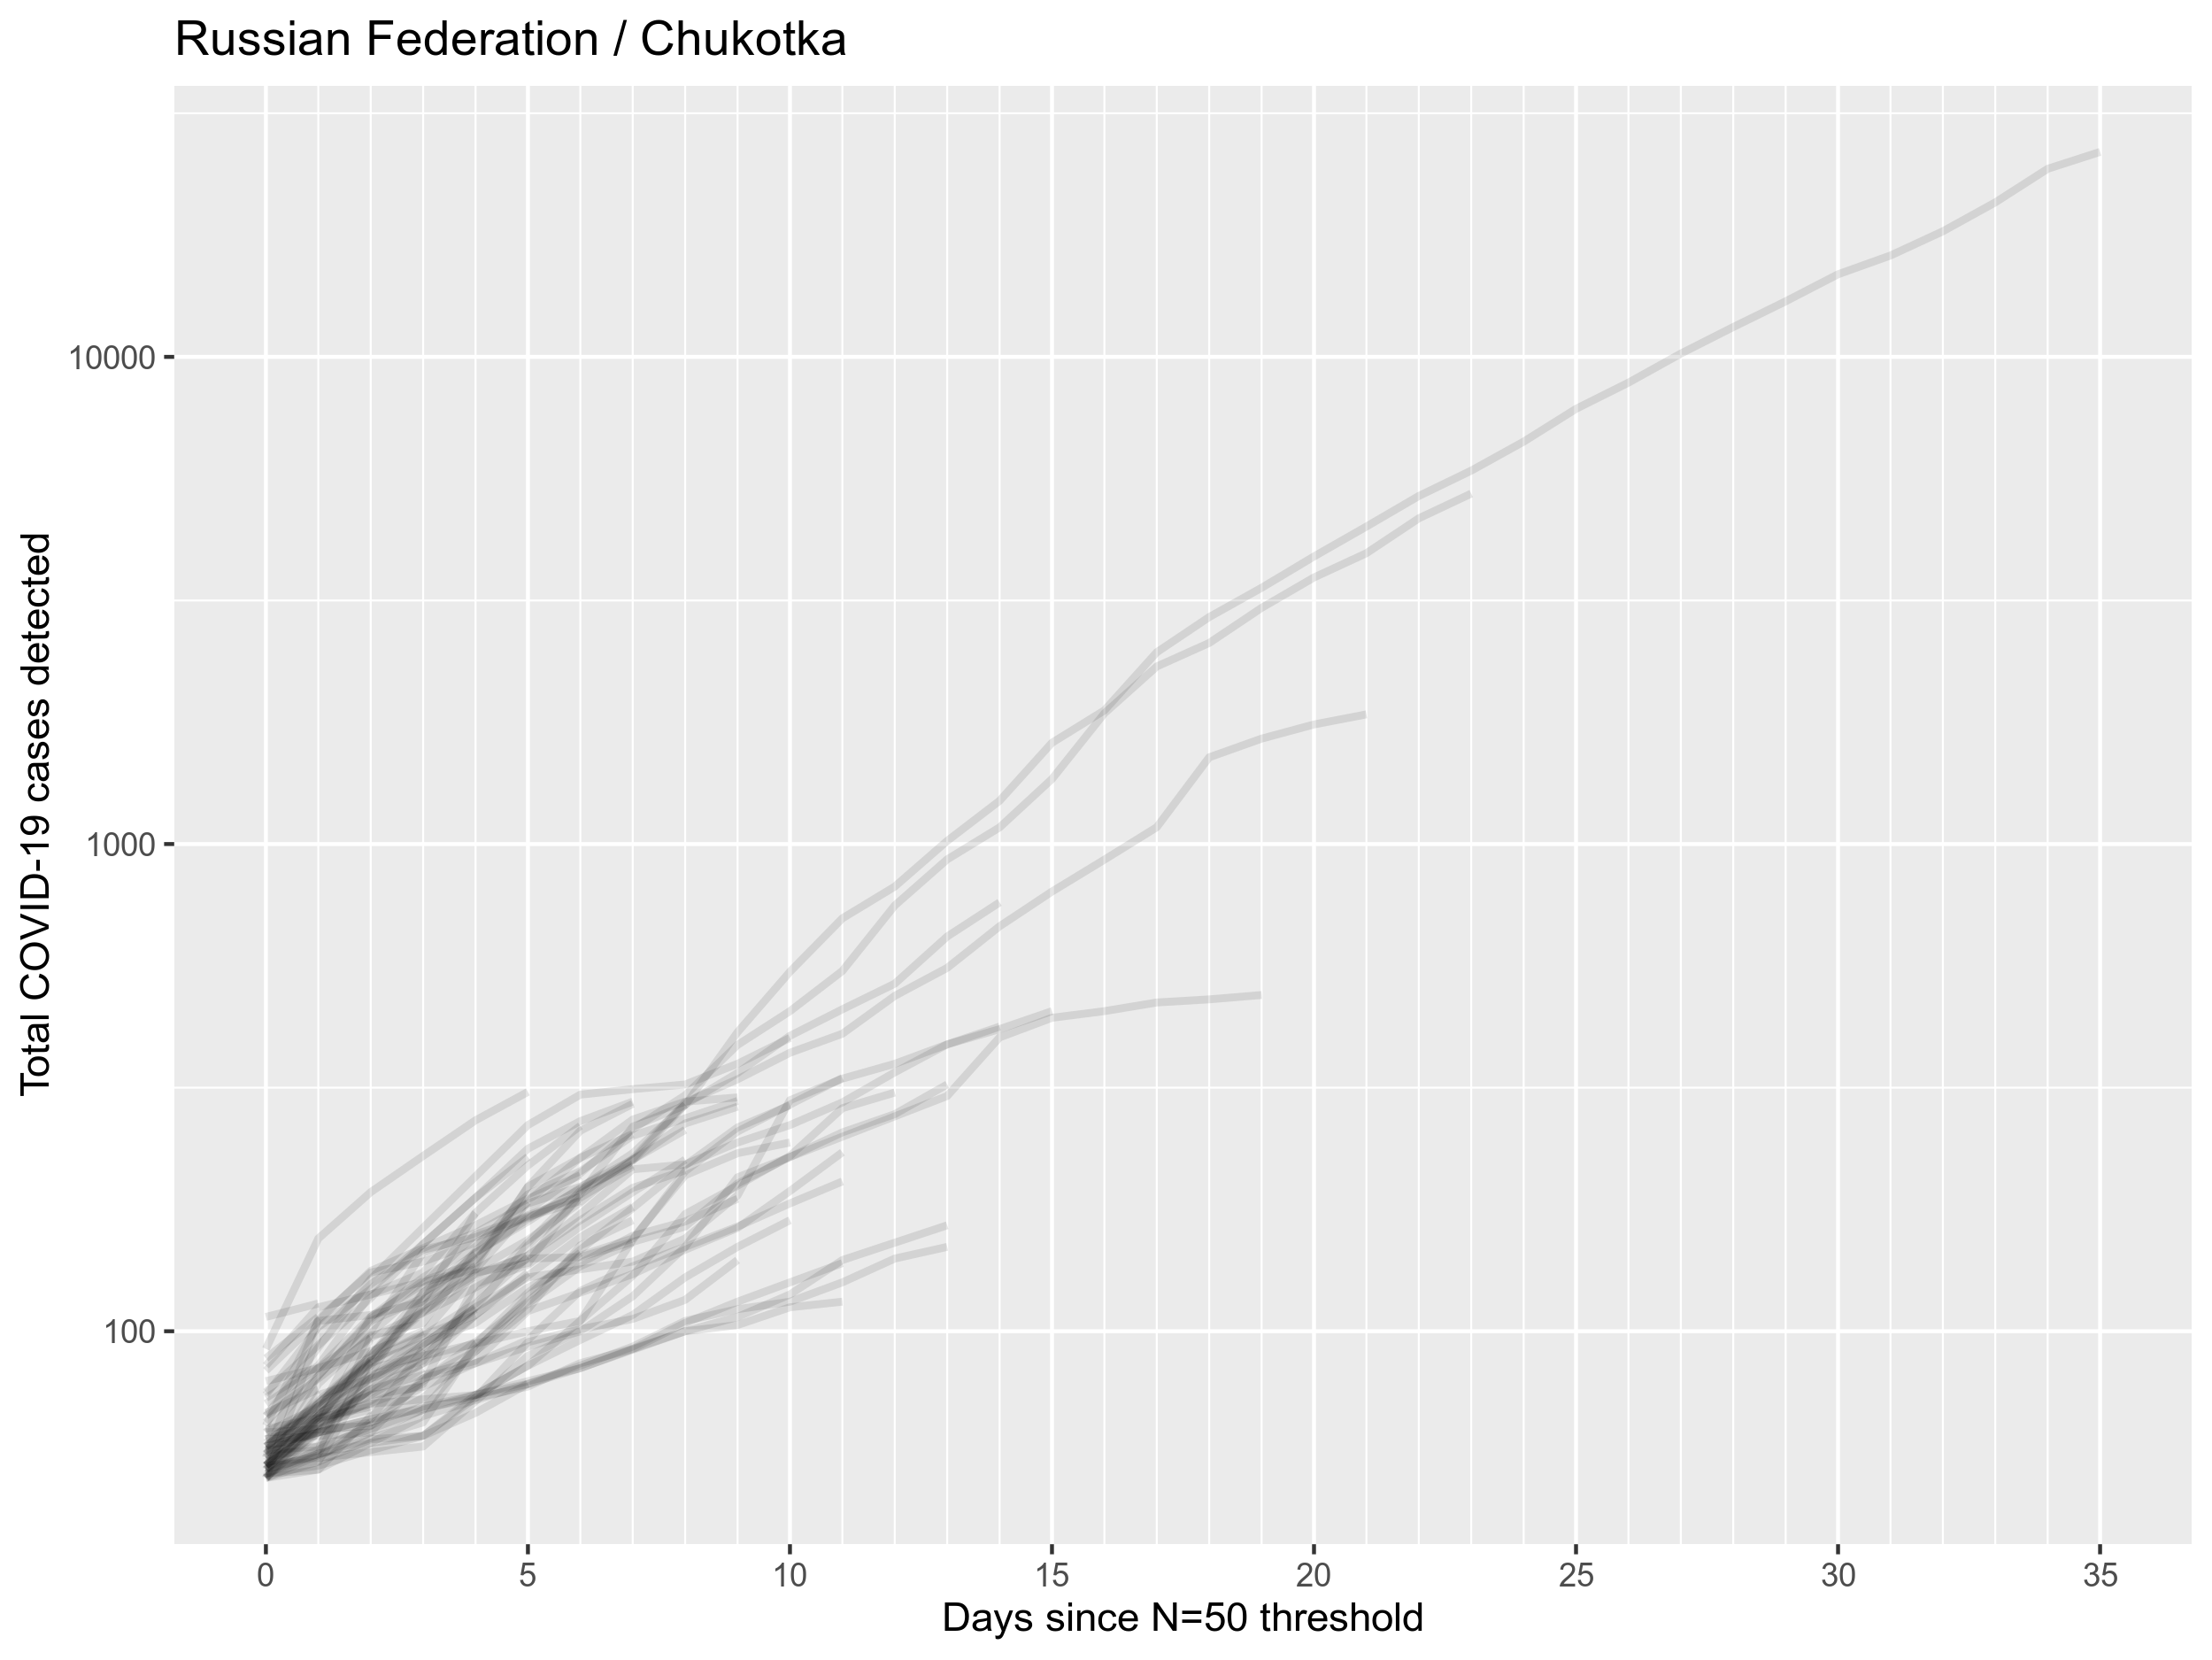 Russian Federation / Chukotka
Total COVID-19 cases detected
10000
1000
100
0 5 10 15 20 25 30 35
Days since N=50 threshold